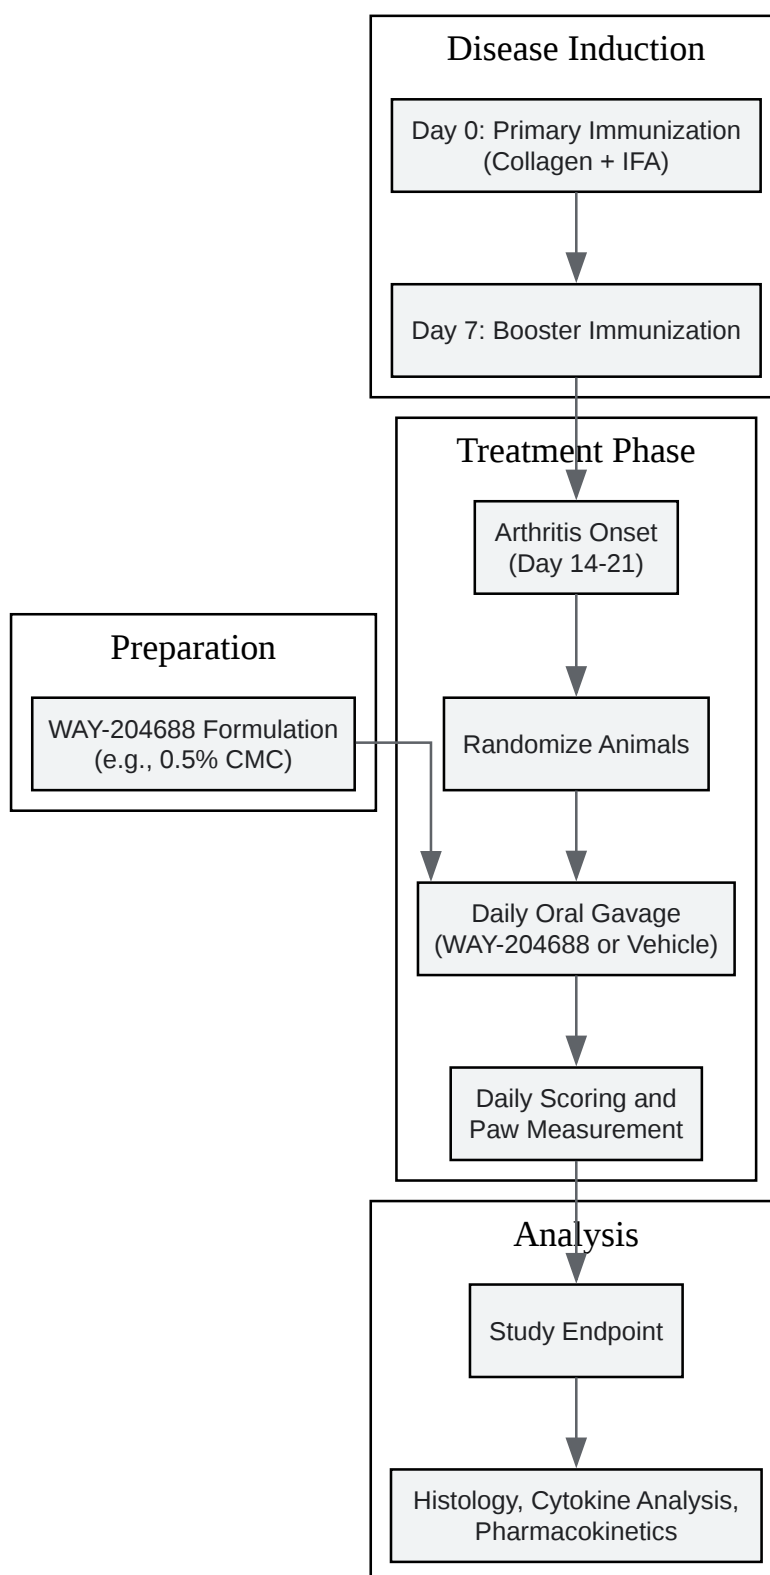 Disease Induction
Day 0: Primary Immunization
(Collagen + IFA)
Day 7: Booster Immunization
Treatment Phase
Arthritis Onset
(Day 14-21)
Preparation
WAY-204688 Formulation
(e.g., 0.5% CMC)
Randomize Animals
Daily Oral Gavage
(WAY-204688 or Vehicle)
Daily Scoring and
Paw Measurement
Analysis
Study Endpoint
Histology, Cytokine Analysis,
Pharmacokinetics